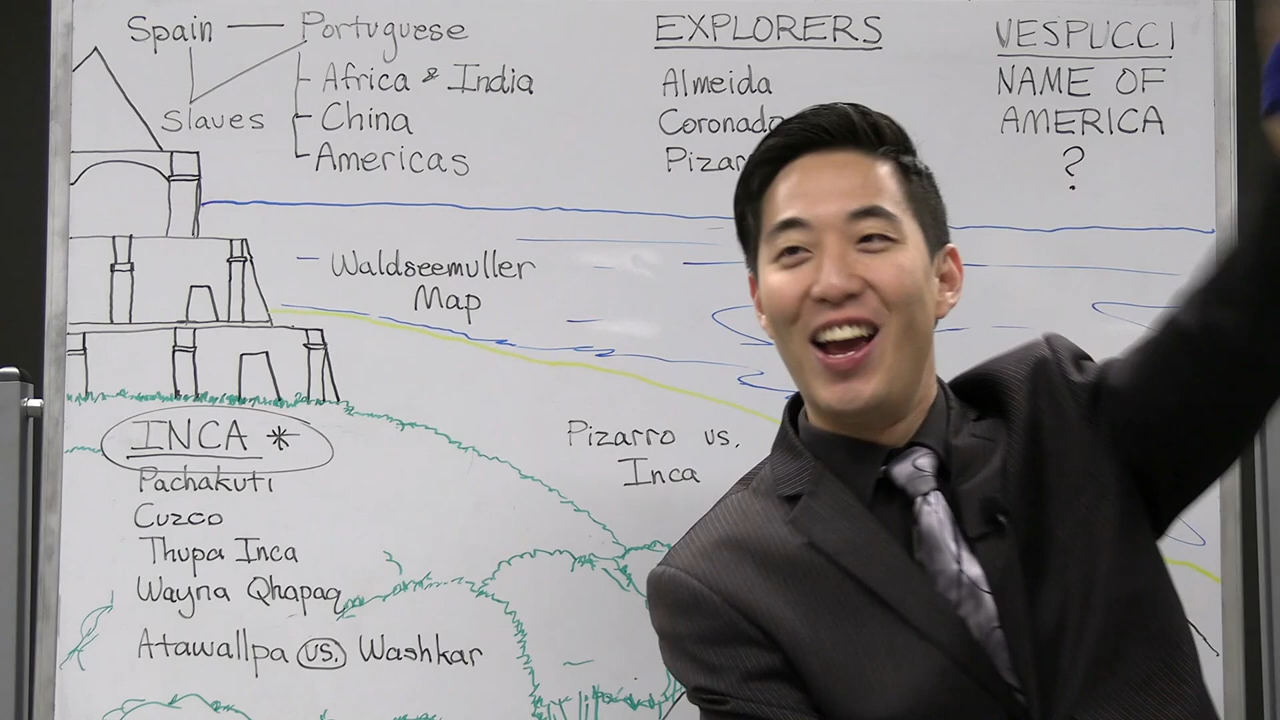 Spain — Portuguese
Slaves
Africa & India
China
Americas
EXPLORERS
Almeida
Coronado
VESPUCCI
NAME OF
AMERICA
?
– Waldseemuller
Map
INCA *
Pachakuti
Cuzco
Thupa Inca
Wayna Qhapaq
Atawallpa vs. Washkar
Pizarro vs.
Inca